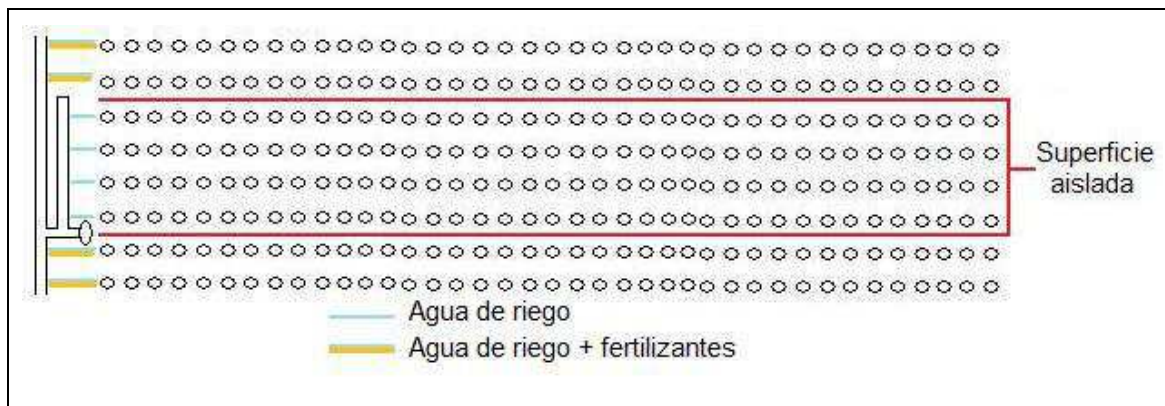 Superficie
aislada
Agua de riego
Agua de riego + fertilizantes